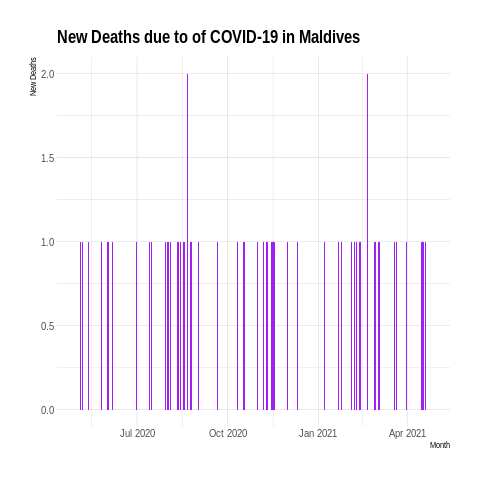 New Deaths due to of COVID-19 in Maldives
New Deaths
2.0
1.5
1.0
0.5
0.0
Jul 2020 Oct 2020 Jan 2021 Apr 2021
Month